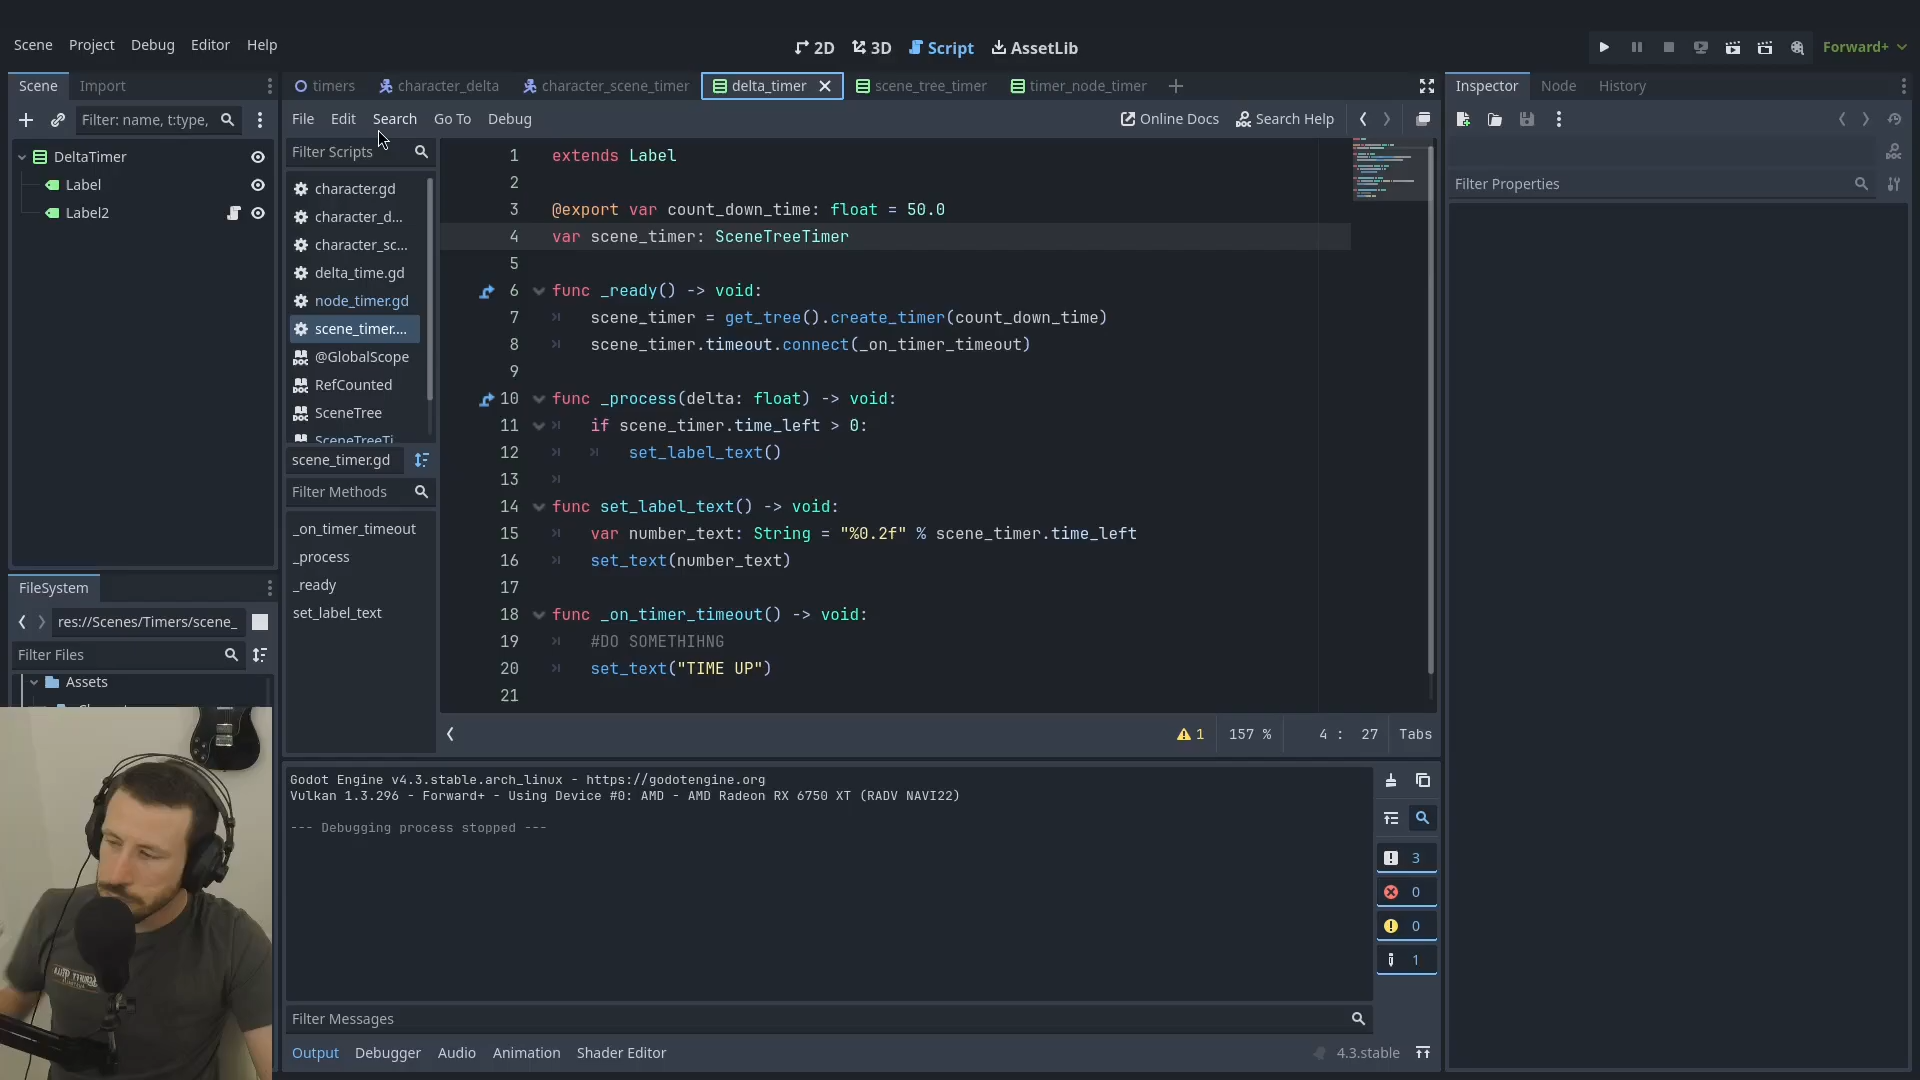 Scene Project Debug Editor Help
2D 3D Script AssetLib
Forward+
Scene Import
timers character_delta character_scene_timer delta_timer scene_tree_timer timer_node_timer
Inspector Node History
Filter: name, t:type,
File Edit Search Go To Debug
Online Docs Search Help
DeltaTimer
Label
Label2
Filter Scripts
character.gd
character_d...
character_sc...
delta_time.gd
node_timer.gd
scene_timer....
@GlobalScope
RefCounted
SceneTree
SceneTreeTi
scene_timer.gd
Filter Methods
_on_timer_timeout
_process
_ready
set_label_text
1 extends Label
2
3 @export var count_down_time: float = 50.0
4 var scene_timer: SceneTreeTimer
5
6 func _ready() -> void:
7 scene_timer = get_tree().create_timer(count_down_time)
8 scene_timer.timeout.connect(_on_timer_timeout)
9
10 func _process(delta: float) -> void:
11 if scene_timer.time_left > 0:
12 set_label_text()
13
14 func set_label_text() -> void:
15 var number_text: String = "%0.2f" % scene_timer.time_left
16 set_text(number_text)
17
18 func _on_timer_timeout() -> void:
19 #DO SOMETHIHNG
20 set_text("TIME UP")
21
1 157 % 4 : 27 Tabs
Filter Properties
FileSystem
res://Scenes/Timers/scene_
Filter Files
Assets
Godot Engine v4.3.stable.arch_linux - https://godotengine.org
Vulkan 1.3.296 - Forward+ - Using Device #0: AMD - AMD Radeon RX 6750 XT (RADV NAVI22)
--- Debugging process stopped ---
3
0
0
1
Filter Messages
Output Debugger Audio Animation Shader Editor
4.3.stable